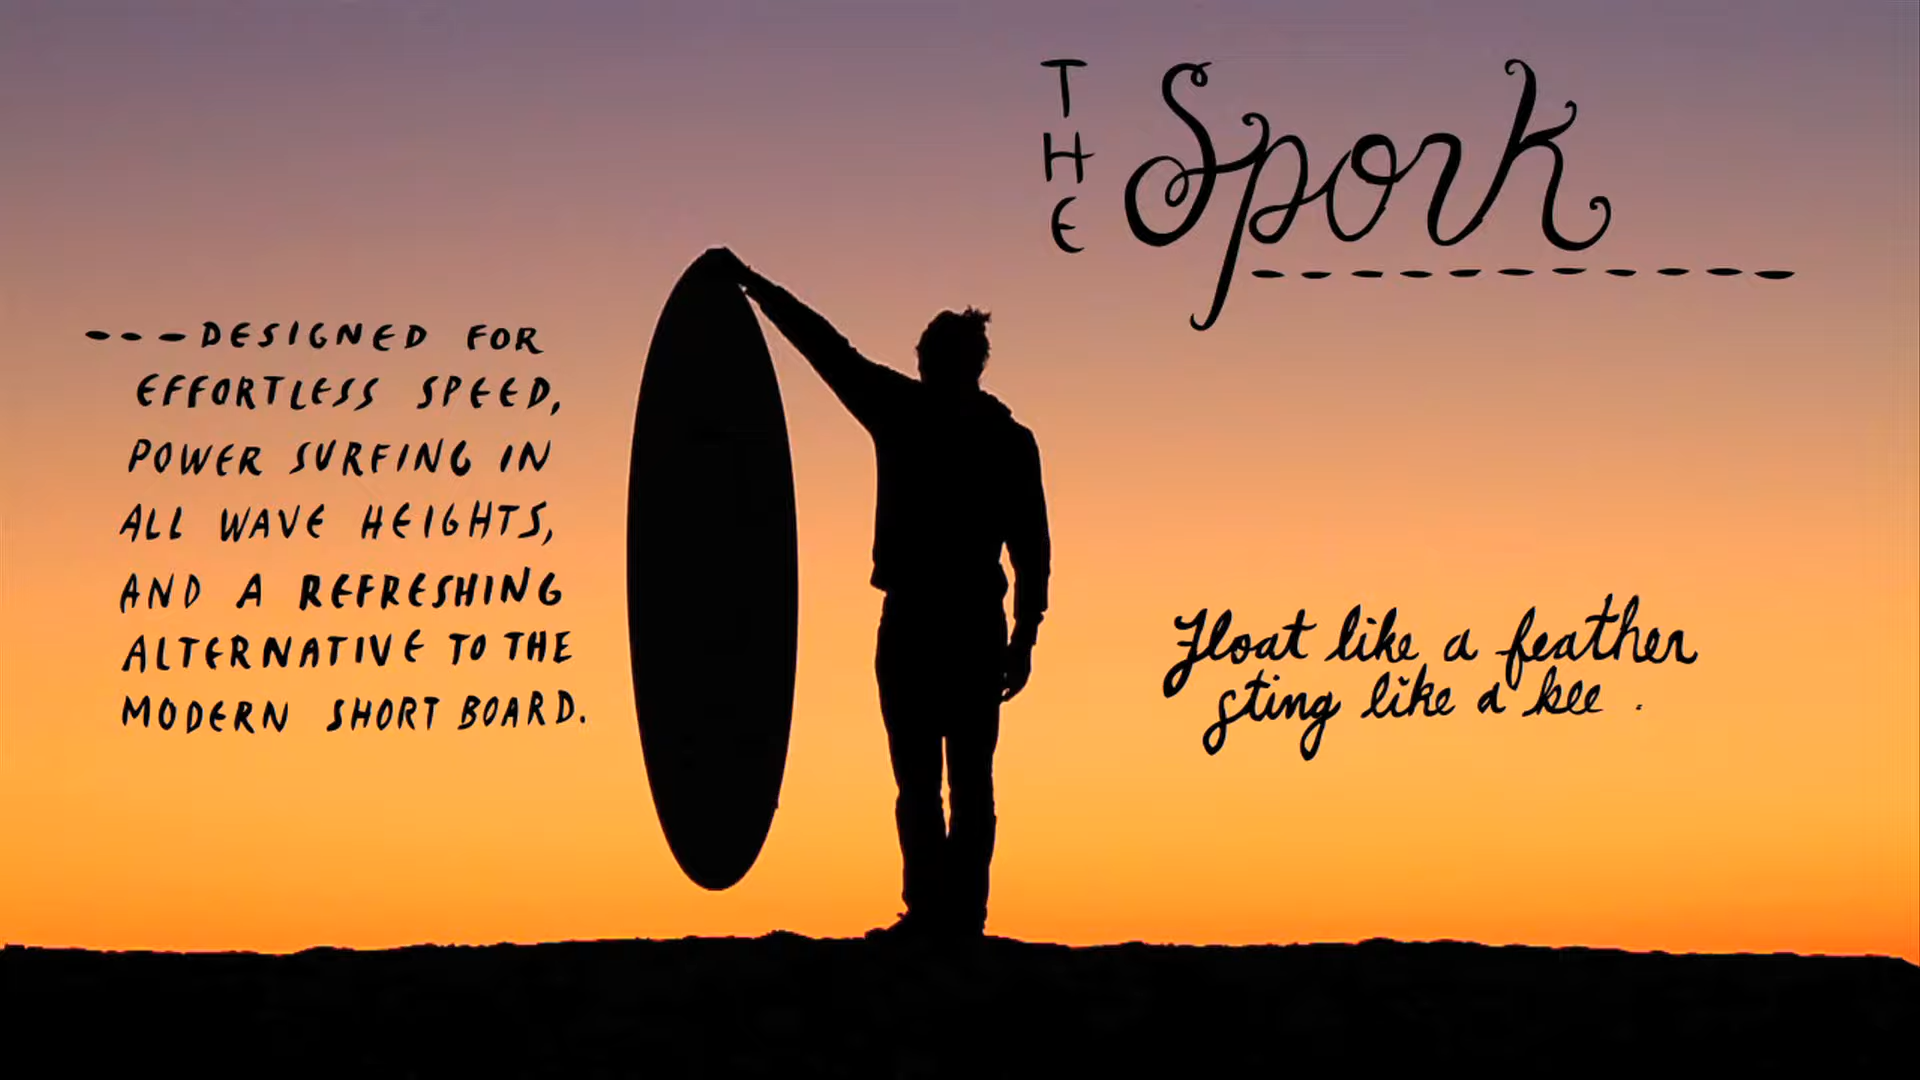 THE Spork
---DESIGNED FOR
EFFORTLESS SPEED,
POWER SURFING IN
ALL WAVE HEIGHTS,
AND A REFRESHING
ALTERNATIVE TO THE
MODERN SHORT BOARD.
Float like a feather
sting like a bee.